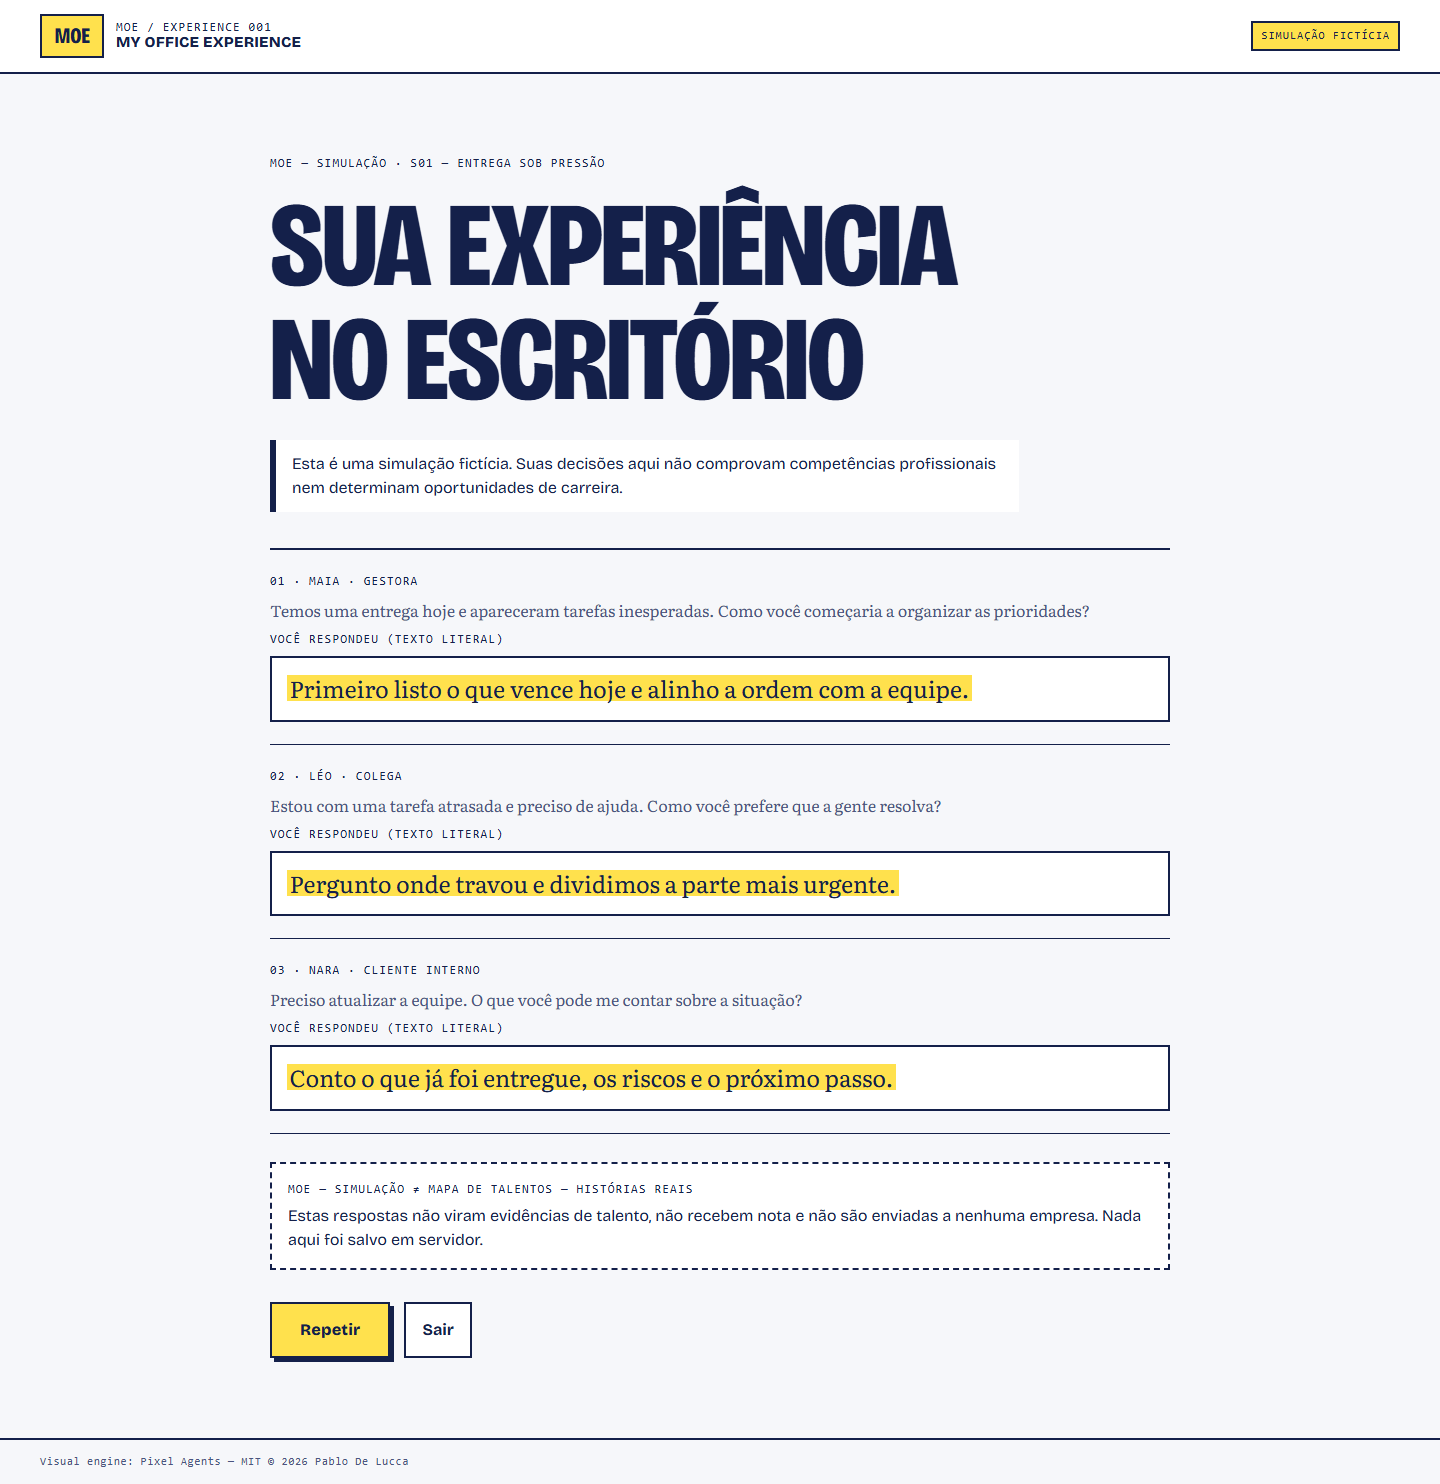 MOE
MOE / EXPERIENCE 001
MY OFFICE EXPERIENCE
SIMULAÇÃO FICTÍCIA
MOE — SIMULAÇÃO · S01 — ENTREGA SOB PRESSÃO
SUA EXPERIÊNCIA
NO ESCRITÓRIO
Esta é uma simulação fictícia. Suas decisões aqui não comprovam competências profissionais
nem determinam oportunidades de carreira.
01 · MAIA · GESTORA
Temos uma entrega hoje e apareceram tarefas inesperadas. Como você começaria a organizar as prioridades?
VOCÊ RESPONDEU (TEXTO LITERAL)
Primeiro listo o que vence hoje e alinho a ordem com a equipe.
02 · LÉO · COLEGA
Estou com uma tarefa atrasada e preciso de ajuda. Como você prefere que a gente resolva?
VOCÊ RESPONDEU (TEXTO LITERAL)
Pergunto onde travou e dividimos a parte mais urgente.
03 · NARA · CLIENTE INTERNO
Preciso atualizar a equipe. O que você pode me contar sobre a situação?
VOCÊ RESPONDEU (TEXTO LITERAL)
Conto o que já foi entregue, os riscos e o próximo passo.
MOE — SIMULAÇÃO ≠ MAPA DE TALENTOS — HISTÓRIAS REAIS
Estas respostas não viram evidências de talento, não recebem nota e não são enviadas a nenhuma empresa. Nada
aqui foi salvo em servidor.
Repetir
Sair
Visual engine: Pixel Agents — MIT © 2026 Pablo De Lucca